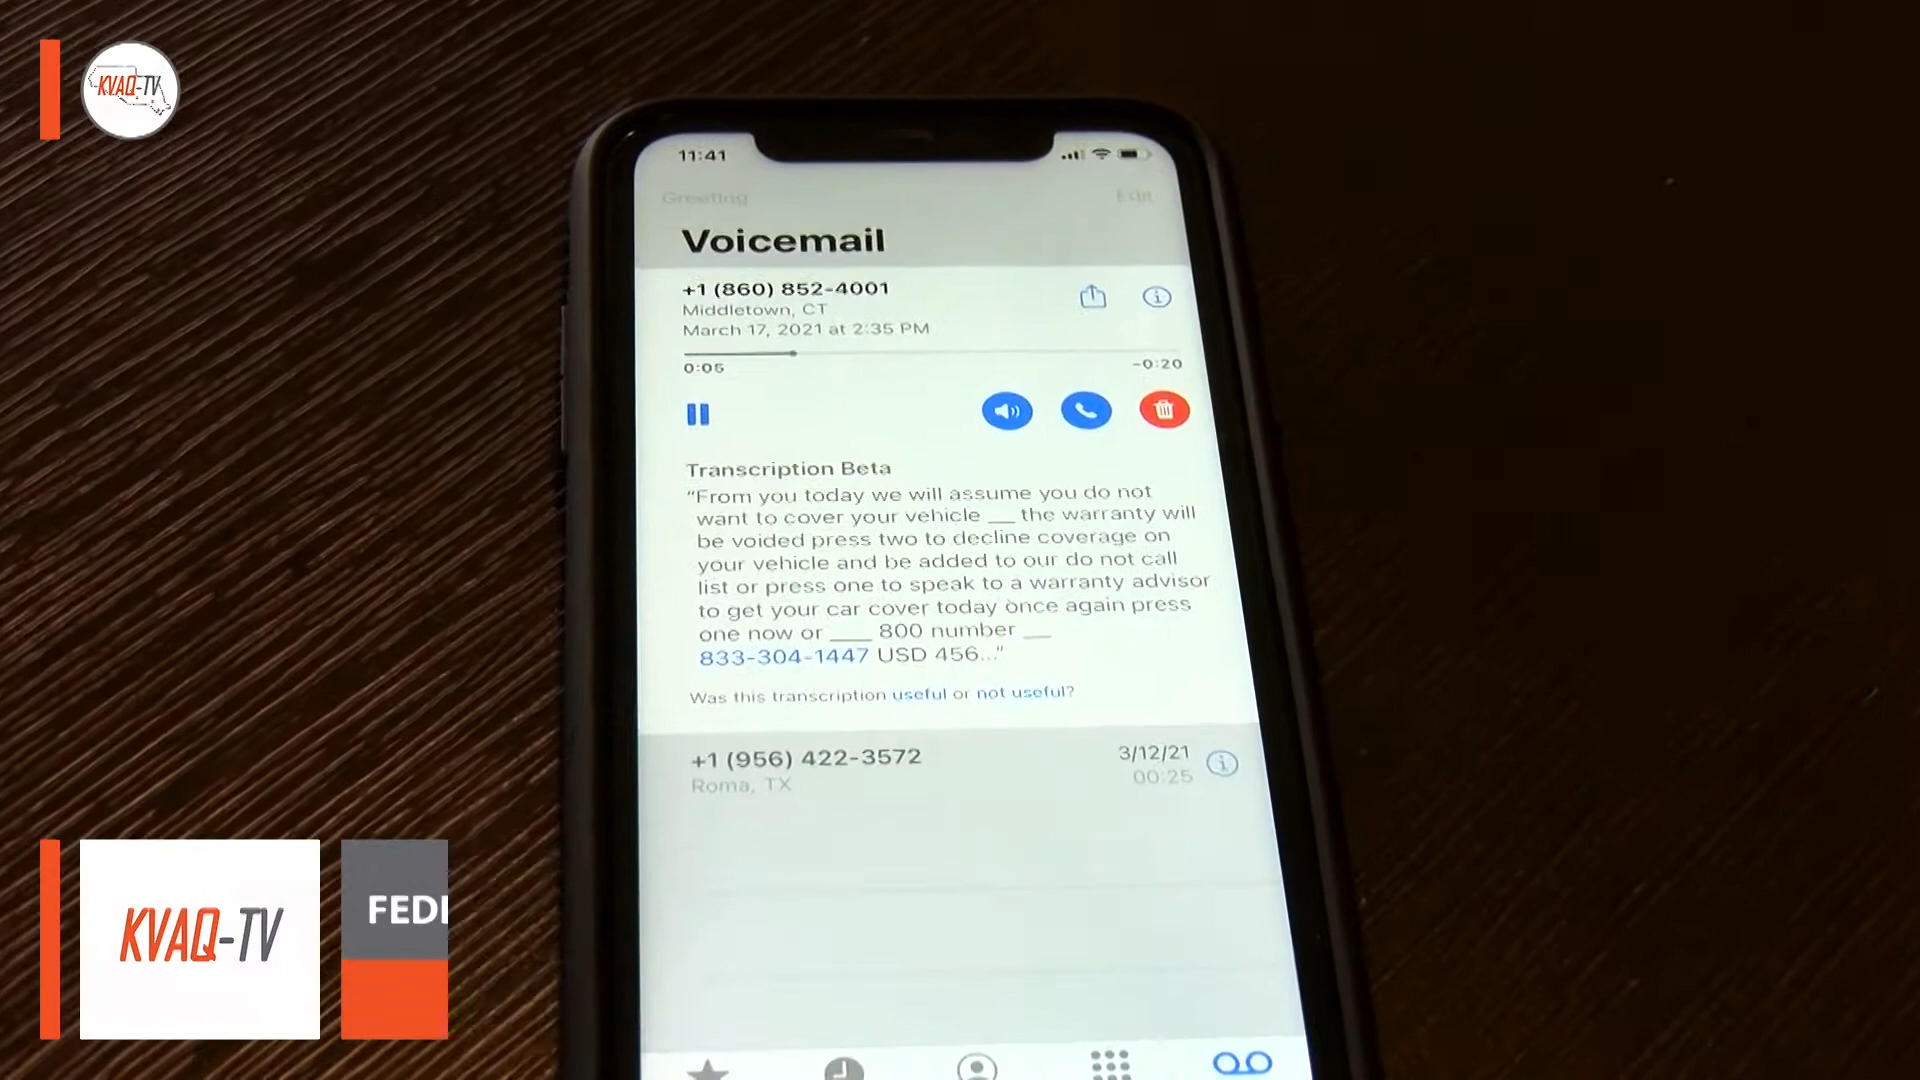 KVAQ-TV
11:41
Greeting
Edit
Voicemail
+1 (860) 852-4001
Middletown, CT
March 17, 2021 at 2:35 PM
0:05
-0:20
Transcription Beta
"From you today we will assume you do not
want to cover your vehicle __ the warranty will
be voided press two to decline coverage on
your vehicle and be added to our do not call
list or press one to speak to a warranty advisor
to get your car cover today once again press
one now or ___ 800 number __
833-304-1447 USD 456..."
Was this transcription useful or not useful?
+1 (956) 422-3572
3/12/21
Roma, TX
00:25
KVAQ-TV